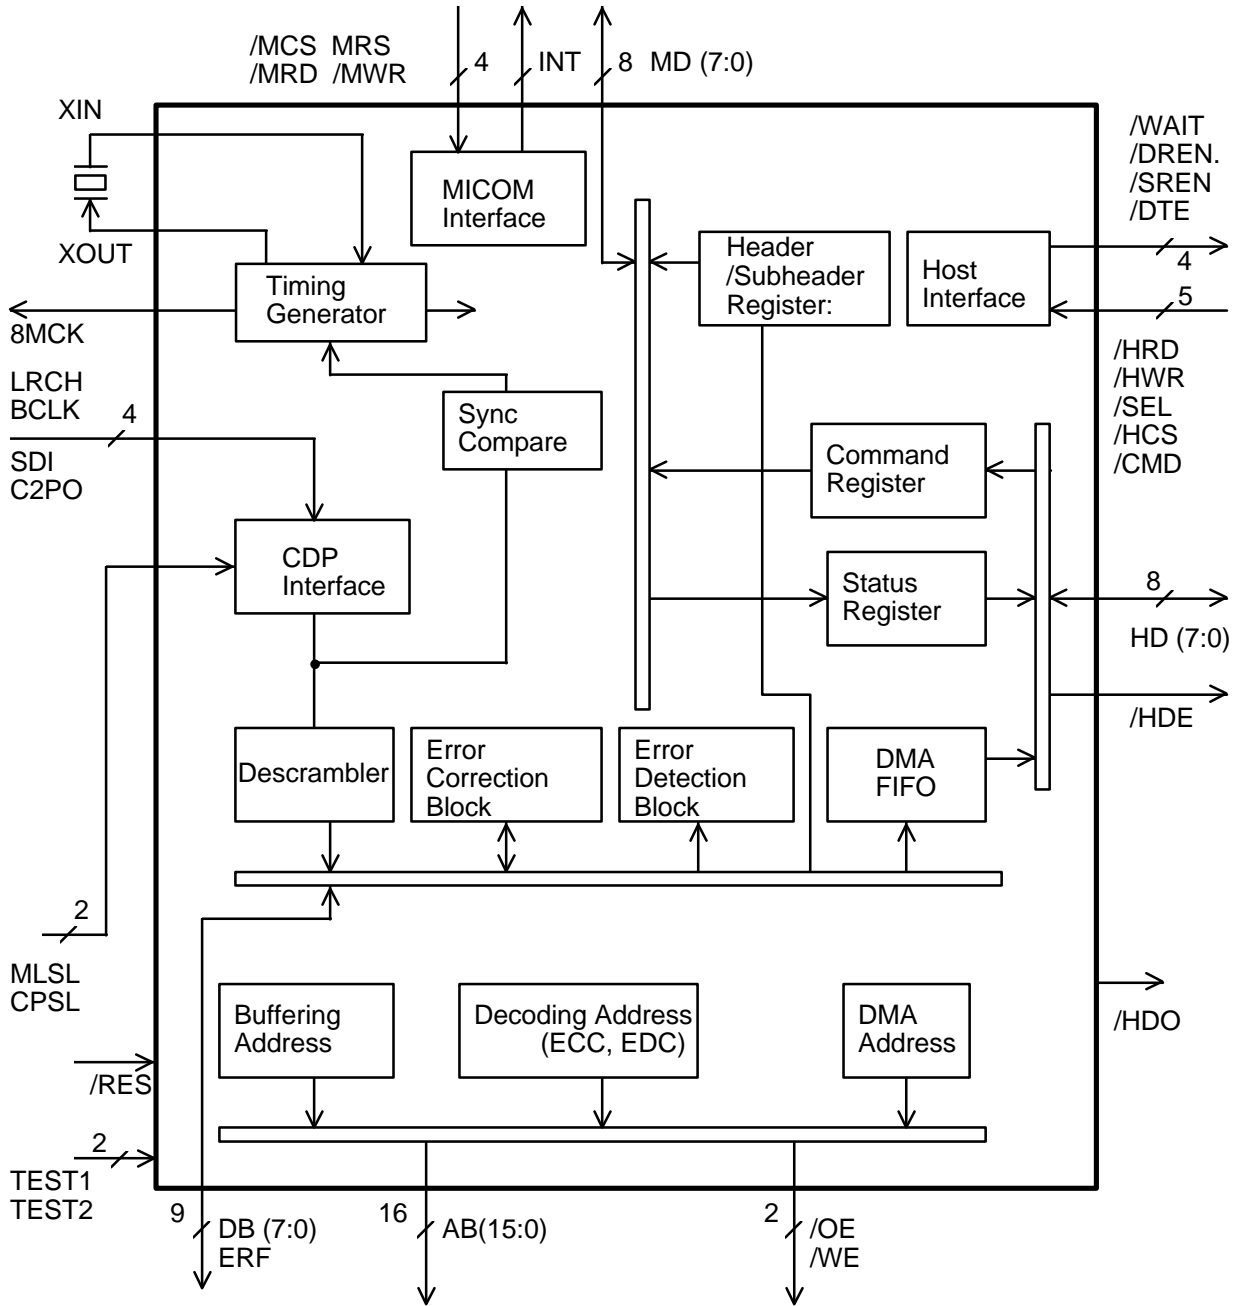 /MCS MRS
/MRD /MWR
4
INT
8 MD (7:0)
XIN
XOUT
MICOM
Interface
/WAIT
/DREN.
/SREN
/DTE
Timing
Generator
Header
/Subheader
Register:
Host
Interface
4
5
8MCK
LRCH
BCLK
4
SDI
C2PO
Sync
Compare
Command
Register
/HRD
/HWR
/SEL
/HCS
/CMD
CDP
Interface
Status
Register
8
HD (7:0)
/HDE
Descrambler
Error
Correction
Block
Error
Detection
Block
DMA
FIFO
2
MLSL
CPSL
Buffering
Address
Decoding Address
(ECC, EDC)
DMA
Address
/HDO
/RES
2
TEST1
TEST2
9
DB (7:0)
ERF
16
AB(15:0)
2
/OE
/WE